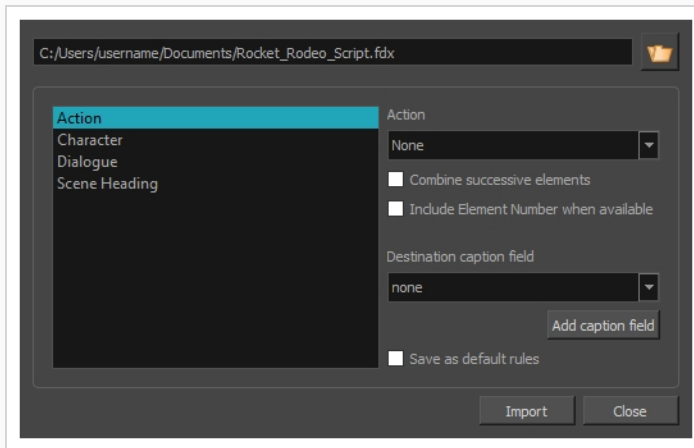 C:/Users/username/Documents/Rocket_Rodeo_Script.fdx
Action
Character
Dialogue
Scene Heading
Action
None
Combine successive elements
Include Element Number when available
Destination caption field
none
Add caption field
Save as default rules
Import
Close